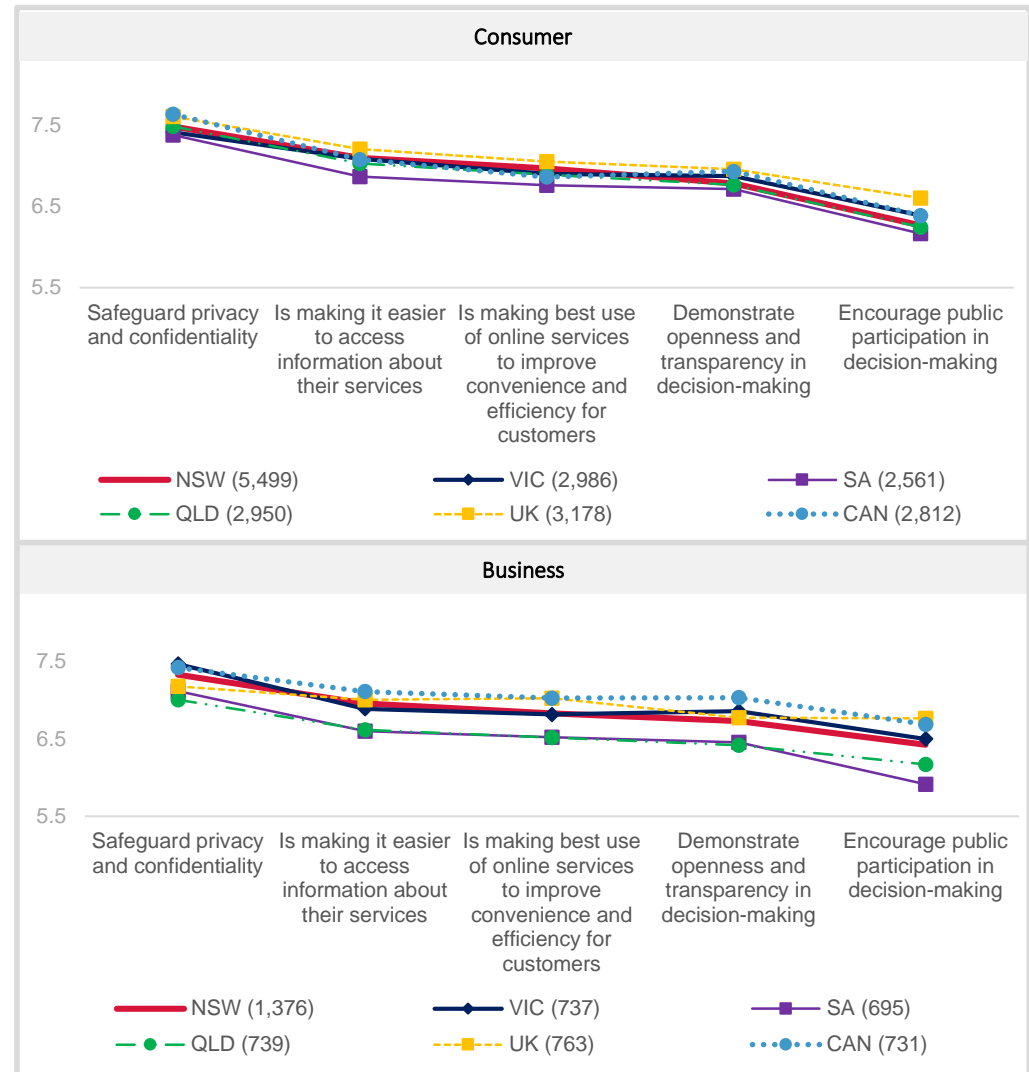 Consumer
7.5
6.5
5.5
Safeguard privacy and confidentiality
Is making it easier to access information about their services
Is making best use of online services to improve convenience and efficiency for customers
Demonstrate openness and transparency in decision-making
Encourage public participation in decision-making
NSW (5,499)
VIC (2,986)
SA (2,561)
QLD (2,950)
UK (3,178)
CAN (2,812)
Business
7.5
6.5
5.5
Safeguard privacy and confidentiality
Is making it easier to access information about their services
Is making best use of online services to improve convenience and efficiency for customers
Demonstrate openness and transparency in decision-making
Encourage public participation in decision-making
NSW (1,376)
VIC (737)
SA (695)
QLD (739)
UK (763)
CAN (731)